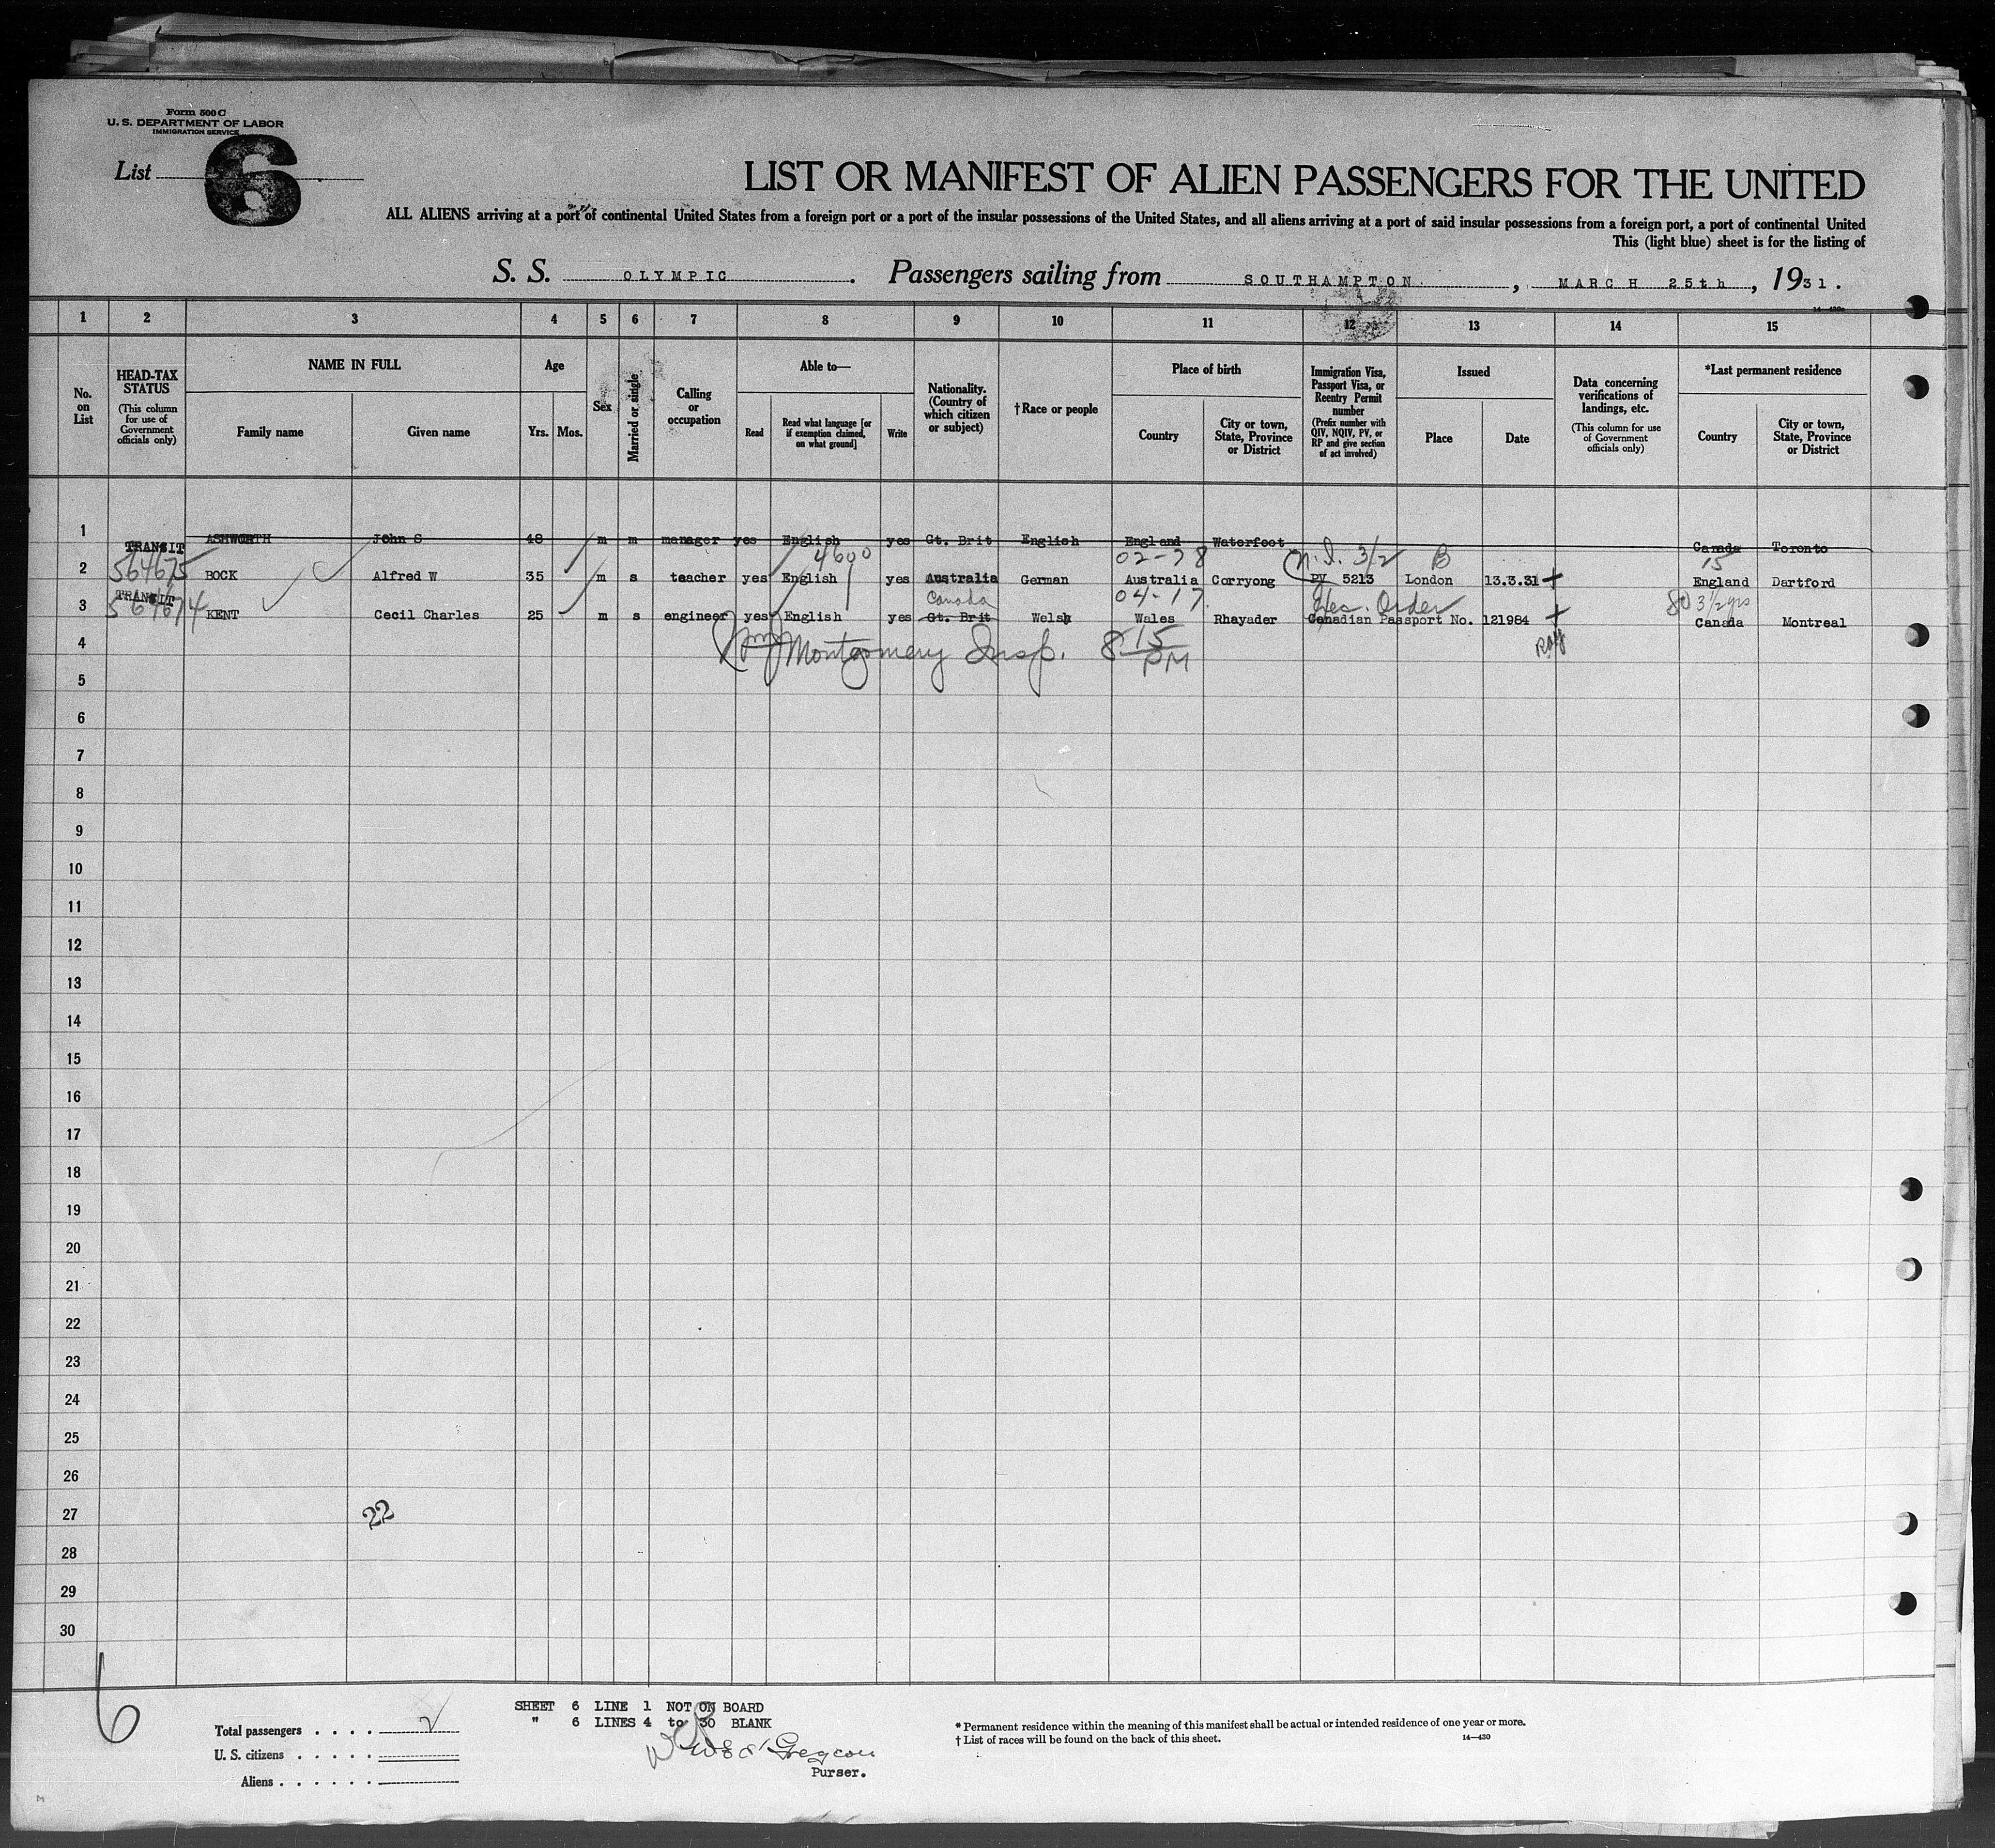 Form 500 C
U. S. DEPARTMENT OF LABOR
IMMIGRATION SERVICE
List 6
LIST OR MANIFEST OF ALIEN PASSENGERS FOR THE UNITED
ALL ALIENS arriving at a port of continental United States from a foreign port or a port of the insular possessions of the United States, and all aliens arriving at a port of said insular possessions from a foreign port, a port of continental United
This (light blue) sheet is for the listing of
S. S. OLYMPIC. Passengers sailing from SOUTHAMPTON, MARCH 25th, 1931.
1 2 3 4 5 6 7 8 9 10 11 12 13 14 15
No. on List
HEAD-TAX STATUS (This column for use of Government officials only)
NAME IN FULL
Family name Given name
Age
Yrs. Mos.
Sex
Married or single
Calling or occupation
Able to—
Read Read what language [or if exemption claimed, on what ground] Write
Nationality. (Country of which citizen or subject)
†Race or people
Place of birth
Country City or town, State, Province or District
Immigration Visa, Passport Visa, or Reentry Permit number (Prefix number with QIV, NQIV, PV, or RP and give section of act involved)
Issued
Place Date
Data concerning verifications of landings, etc. (This column for use of Government officials only)
*Last permanent residence
Country City or town, State, Province or District
1 ASHWORTH John S 48 m m manager yes English yes Gt. Brit English England Waterfoot Canada Toronto
TRANSIT 4600 02-78 3/2 B 15
2 564675 BOCK Alfred W 35 m s teacher yes English yes Australia German Australia Corryong PV 5213 London 13.3.31 England Dartford
TRANSIT Canada 04-17 Order 3½ yrs
3 564674 KENT Cecil Charles 25 m s engineer yes English yes Gt. Brit Welsh Wales Rhayader Canadian Passport No. 121984 Canada Montreal
4 Montgomery Insp. 8 15 PM
5
6
7
8
9
10
11
12
13
14
15
16
17
18
19
20
21
22
23
24
25
26
27 22
28
29
30
6
SHEET 6 LINE 1 NOT ON BOARD
" 6 LINES 4 to 30 BLANK
Total passengers . . . . 2
U. S. citizens . . . . . .
Aliens . . . . . .
Purser.
* Permanent residence within the meaning of this manifest shall be actual or intended residence of one year or more.
† List of races will be found on the back of this sheet.
14—430